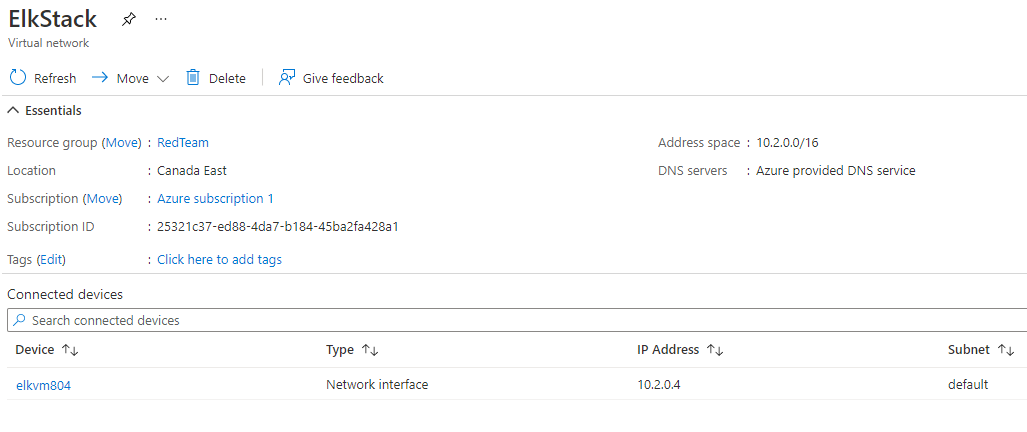 ElkStack
Virtual network
Refresh Move Delete Give feedback
Essentials
Resource group (Move) : RedTeam Address space : 10.2.0.0/16
Location : Canada East DNS servers : Azure provided DNS service
Subscription (Move) : Azure subscription 1
Subscription ID : 25321c37-ed88-4da7-b184-45ba2fa428a1
Tags (Edit) : Click here to add tags
Connected devices
Search connected devices
Device Type IP Address Subnet
elkvm804 Network interface 10.2.0.4 default